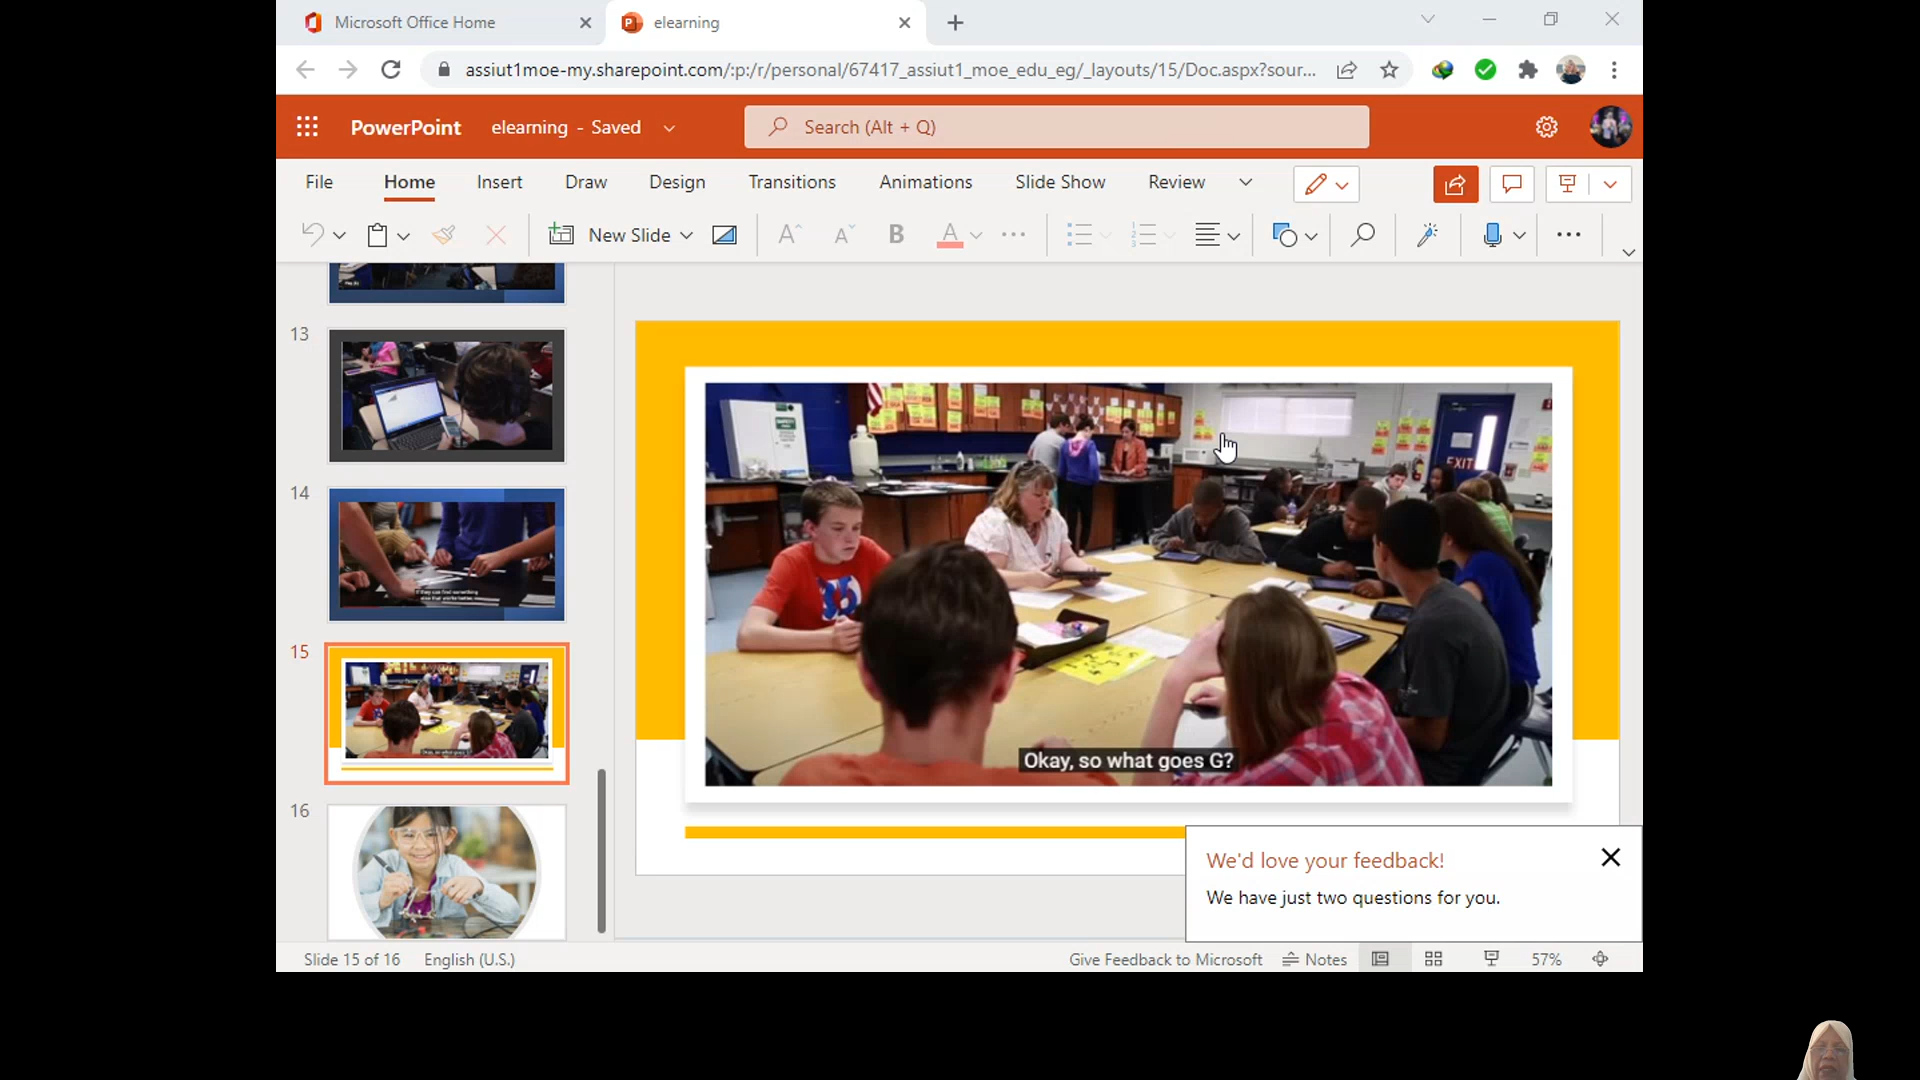 Microsoft Office Home
elearning
assiut1moe-my.sharepoint.com/:p:/r/personal/67417_assiut1_moe_edu_eg/_layouts/15/Doc.aspx?sour...
PowerPoint
elearning - Saved
Search (Alt + Q)
File
Home
Insert
Draw
Design
Transitions
Animations
Slide Show
Review
New Slide
13
14
15
16
EXIT
Okay, so what goes G?
We'd love your feedback!
We have just two questions for you.
Slide 15 of 16
English (U.S.)
Give Feedback to Microsoft
Notes
57%